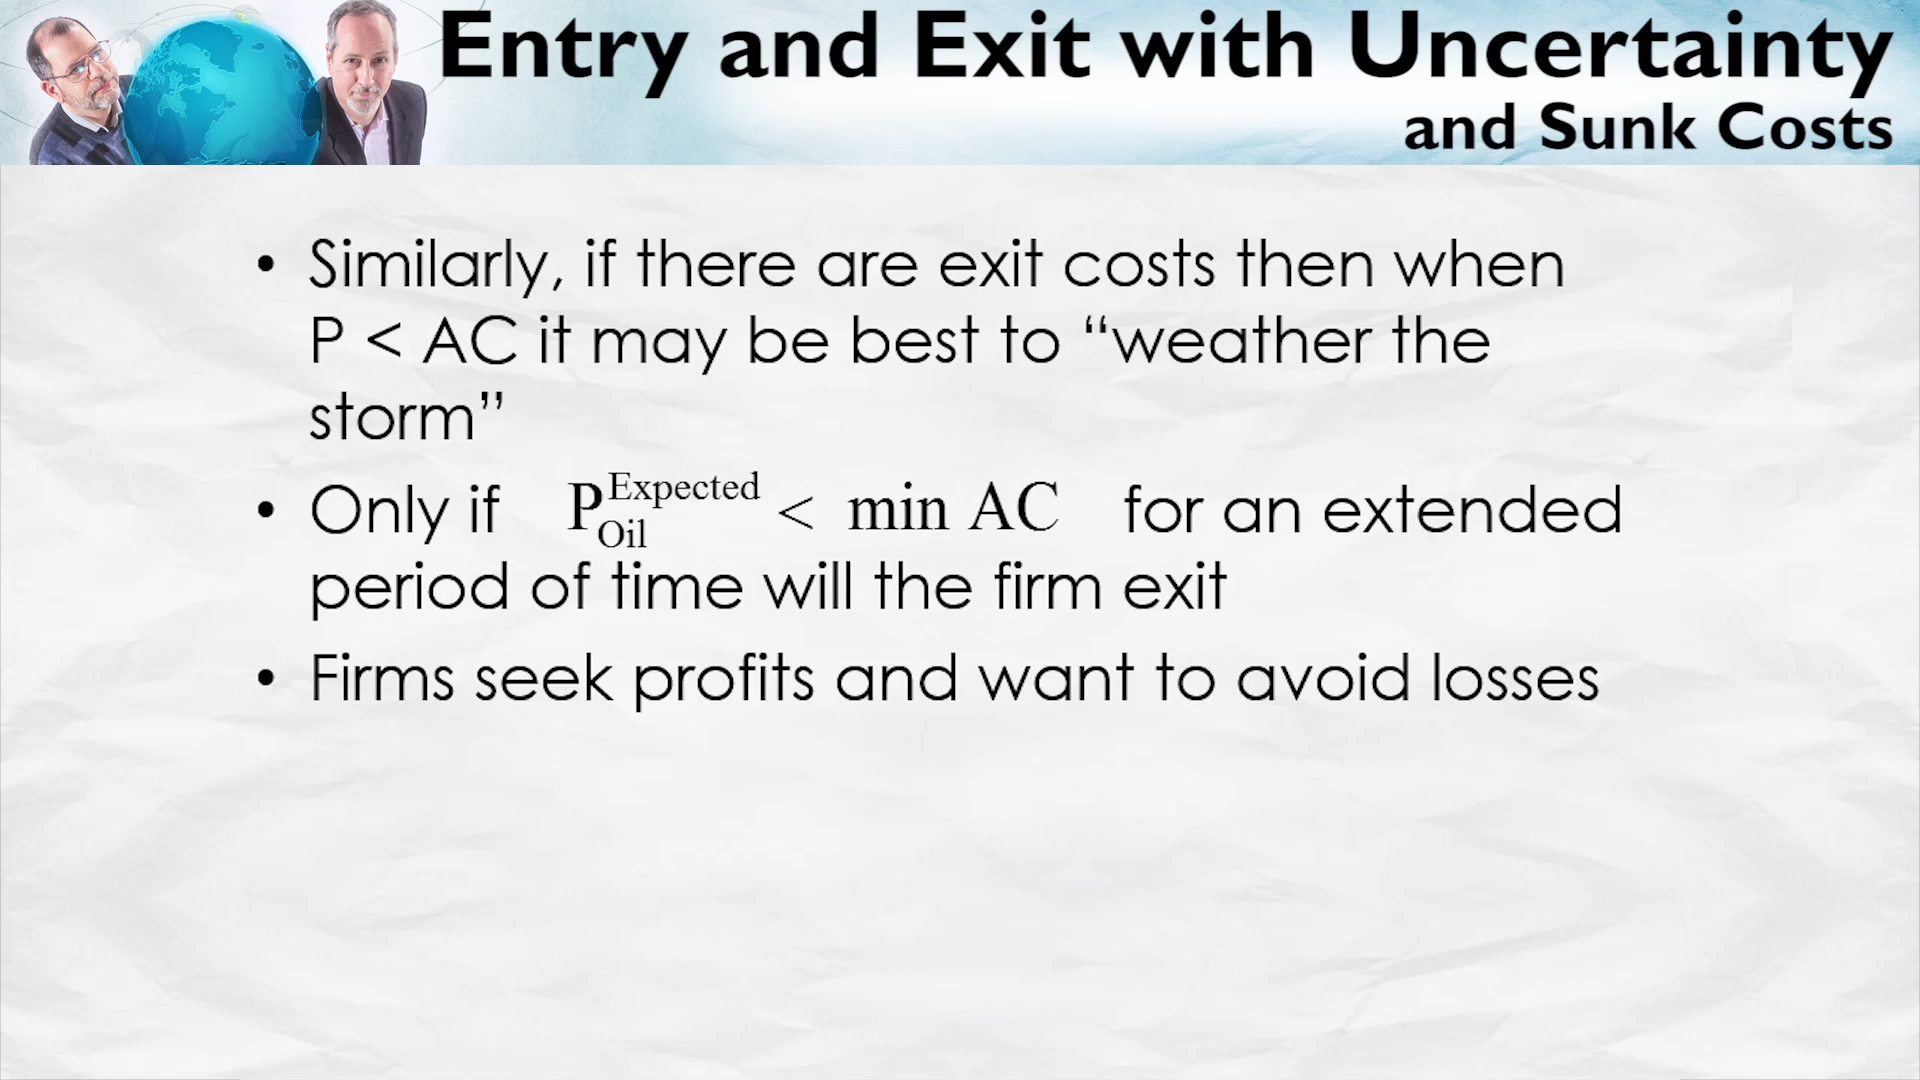 Entry and Exit with Uncertainty
and Sunk Costs
• Similarly, if there are exit costs then when
P < AC it may be best to “weather the
storm”
• Only if P_Oil^Expected < min AC for an extended
period of time will the firm exit
• Firms seek profits and want to avoid losses